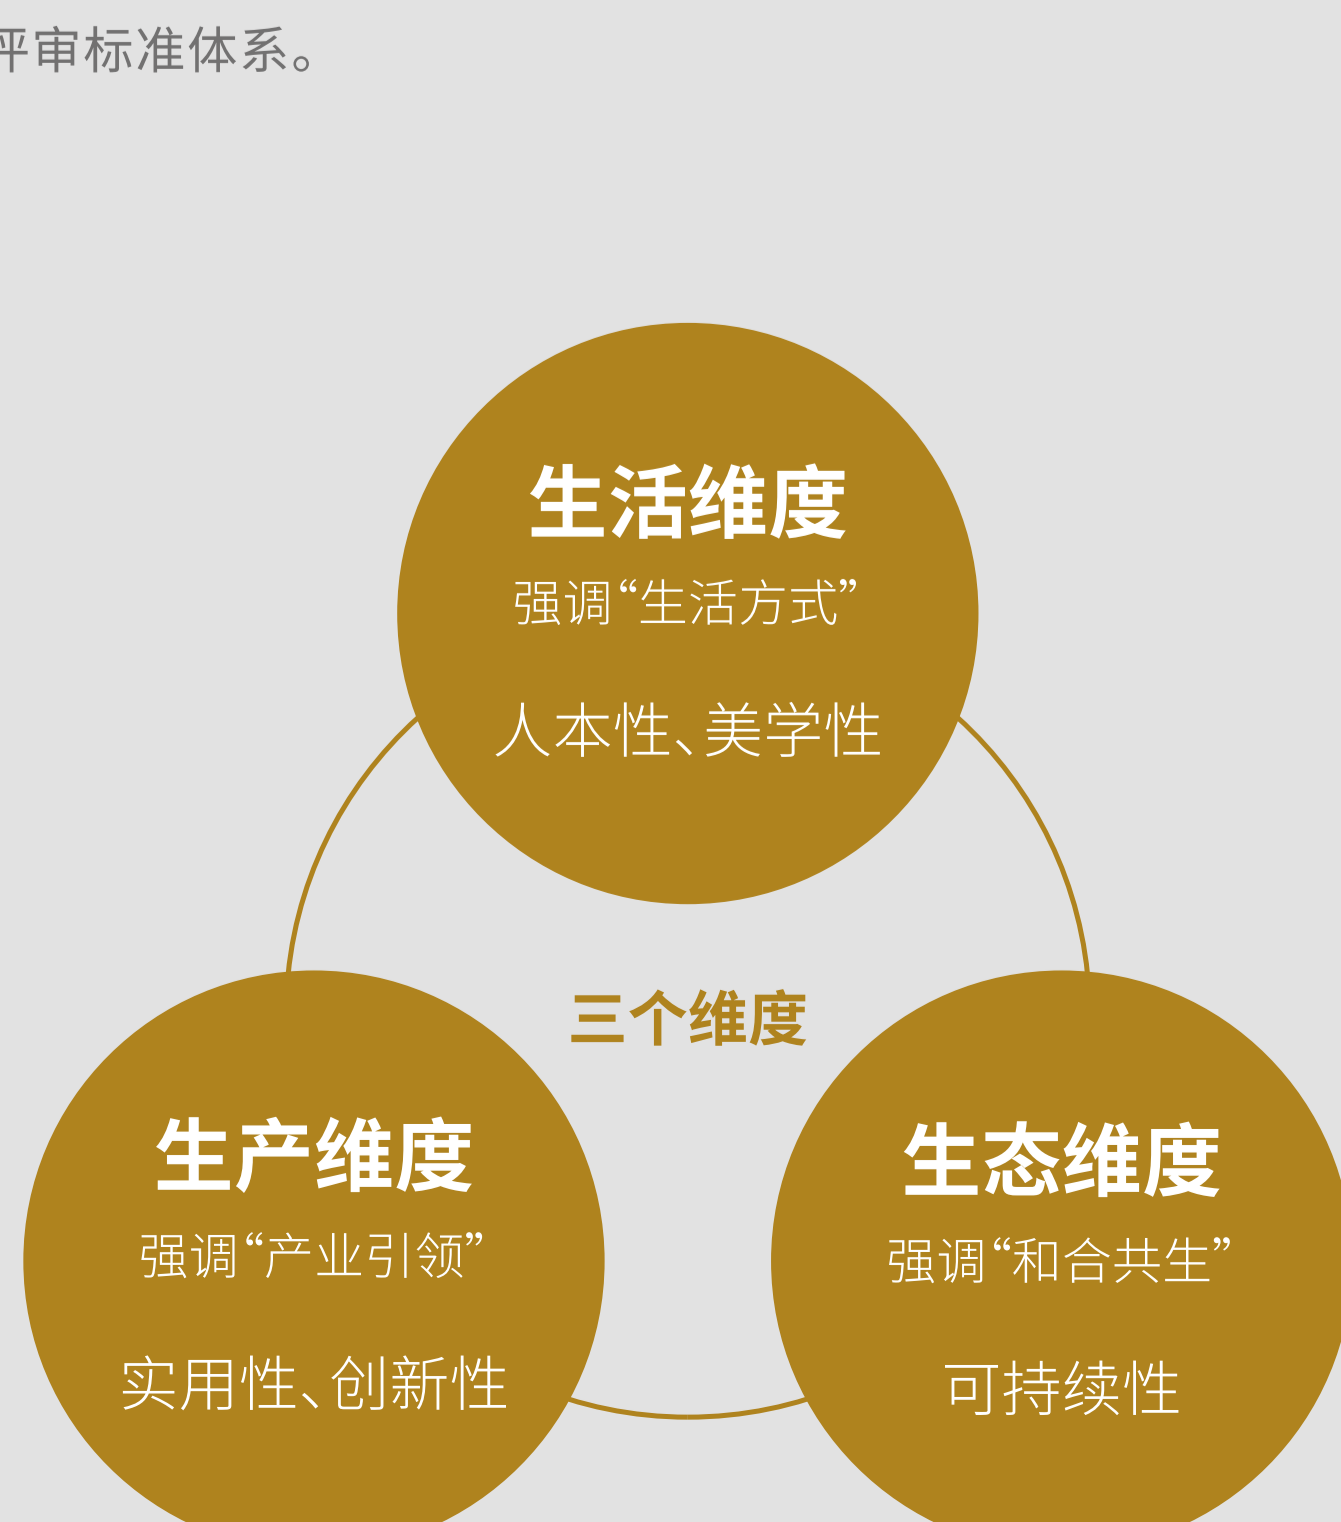 评审标准体系。
生活维度
强调“生活方式”
人本性、美学性
三个维度
生产维度
强调“产业引领”
实用性、创新性
生态维度
强调“和合共生”
可持续性